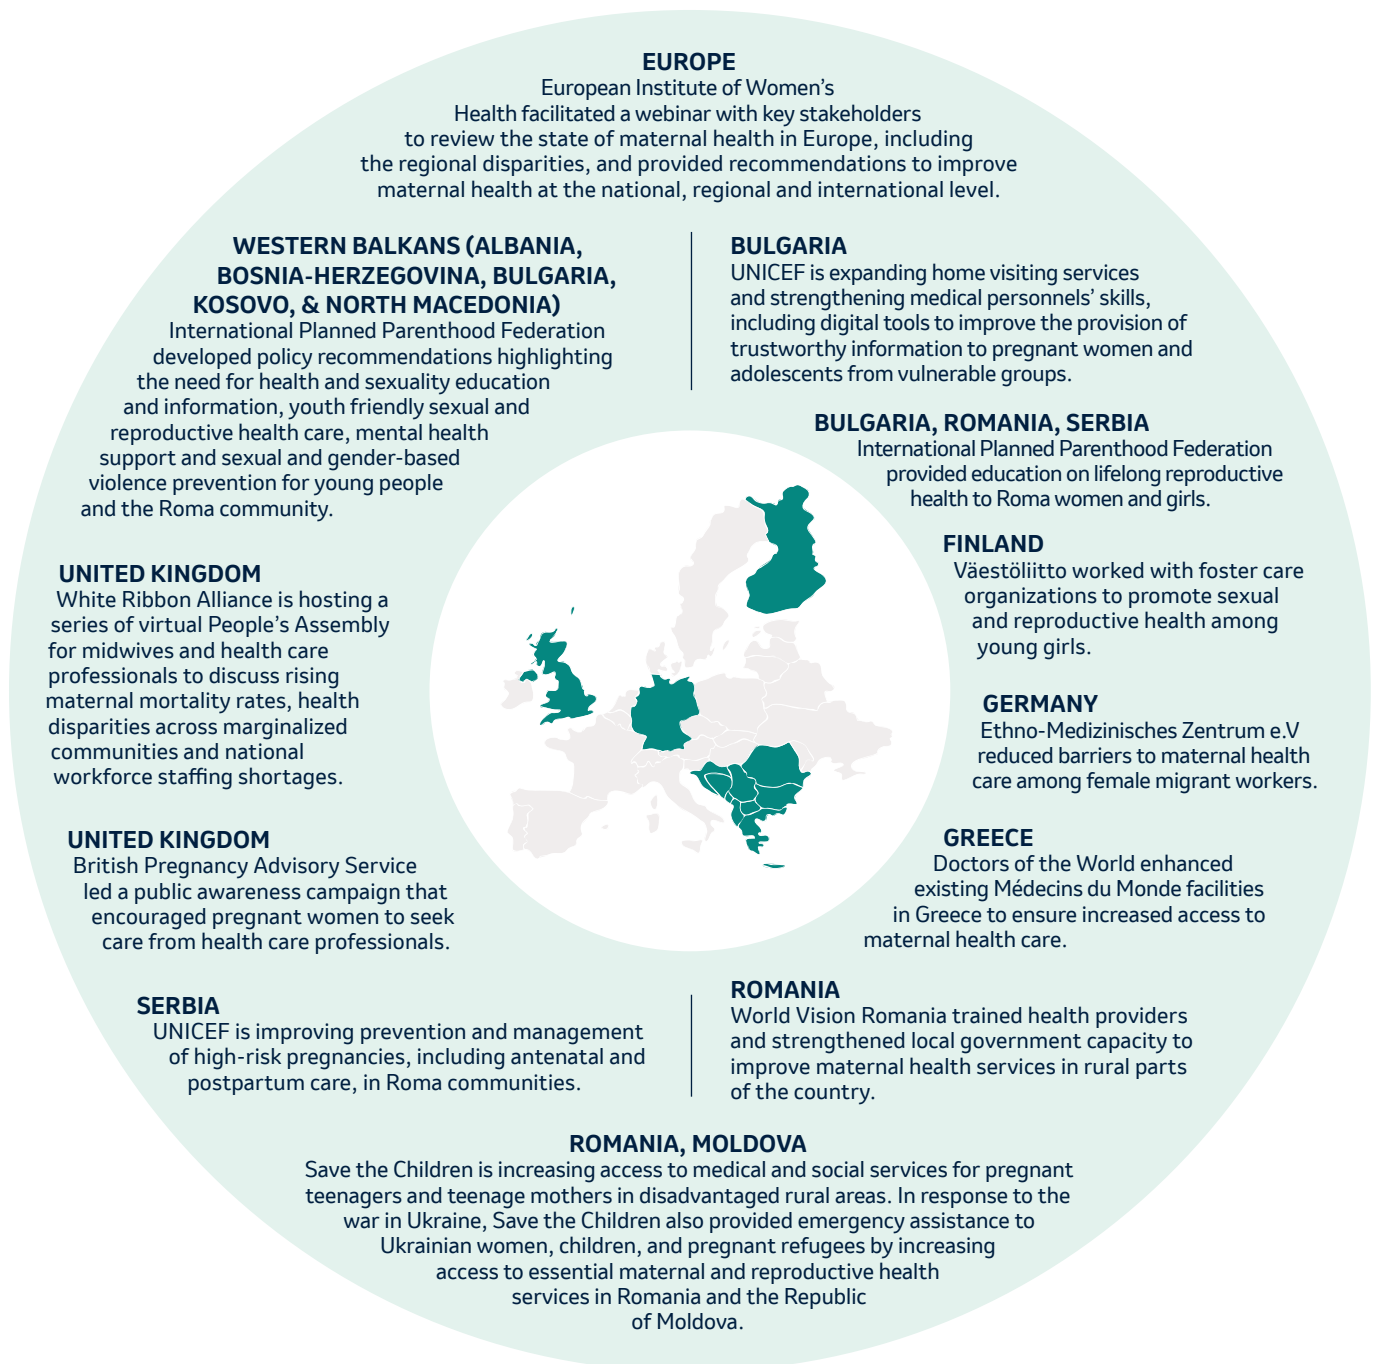 EUROPE
European Institute of Women's
Health facilitated a webinar with key stakeholders
to review the state of maternal health in Europe, including
the regional disparities, and provided recommendations to improve
maternal health at the national, regional and international level.
WESTERN BALKANS (ALBANIA,
BOSNIA-HERZEGOVINA, BULGARIA,
KOSOVO, & NORTH MACEDONIA)
International Planned Parenthood Federation
developed policy recommendations highlighting
the need for health and sexuality education
and information, youth friendly sexual and
reproductive health care, mental health
support and sexual and gender-based
violence prevention for young people
and the Roma community.
BULGARIA
UNICEF is expanding home visiting services
and strengthening medical personnels' skills,
including digital tools to improve the provision of
trustworthy information to pregnant women and
adolescents from vulnerable groups.
BULGARIA, ROMANIA, SERBIA
International Planned Parenthood Federation
provided education on lifelong reproductive
health to Roma women and girls.
FINLAND
Väestöliitto worked with foster care
organizations to promote sexual
and reproductive health among
young girls.
UNITED KINGDOM
White Ribbon Alliance is hosting a
series of virtual People's Assembly
for midwives and health care
professionals to discuss rising
maternal mortality rates, health
disparities across marginalized
communities and national
workforce staffing shortages.
GERMANY
Ethno-Medizinisches Zentrum e.V
reduced barriers to maternal health
care among female migrant workers.
UNITED KINGDOM
British Pregnancy Advisory Service
led a public awareness campaign that
encouraged pregnant women to seek
care from health care professionals.
GREECE
Doctors of the World enhanced
existing Médecins du Monde facilities
in Greece to ensure increased access to
maternal health care.
SERBIA
UNICEF is improving prevention and management
of high-risk pregnancies, including antenatal and
postpartum care, in Roma communities.
ROMANIA
World Vision Romania trained health providers
and strengthened local government capacity to
improve maternal health services in rural parts
of the country.
ROMANIA, MOLDOVA
Save the Children is increasing access to medical and social services for pregnant
teenagers and teenage mothers in disadvantaged rural areas. In response to the
war in Ukraine, Save the Children also provided emergency assistance to
Ukrainian women, children, and pregnant refugees by increasing
access to essential maternal and reproductive health
services in Romania and the Republic
of Moldova.